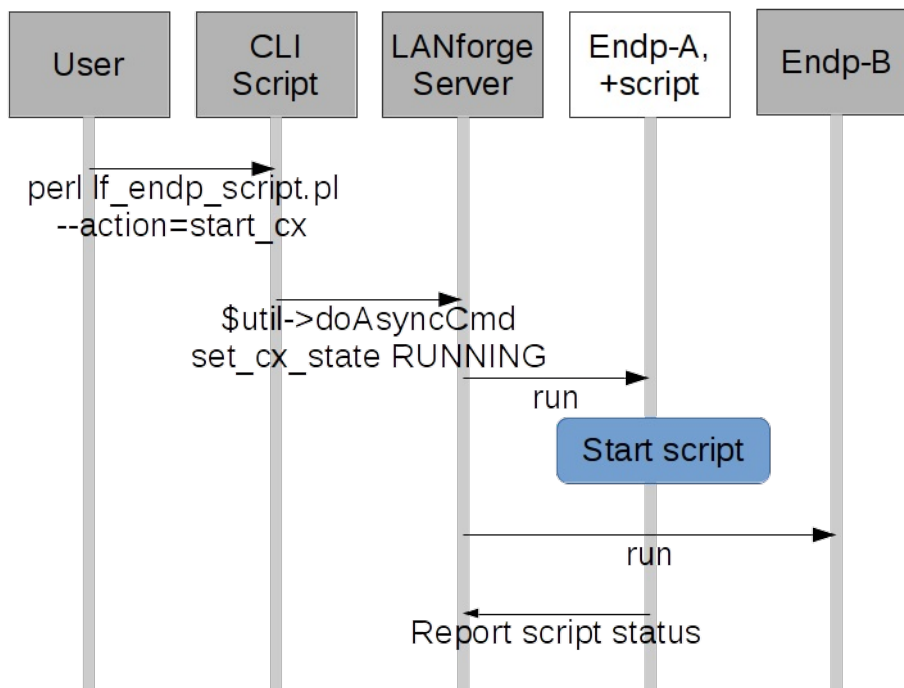 User
CLI
Script
LANforge
Server
Endp-A,
+script
Endp-B
perl lf_endp_script.pl
--action=start_cx
$util->doAsyncCmd
set_cx_state RUNNING
run
Start script
run
Report script status